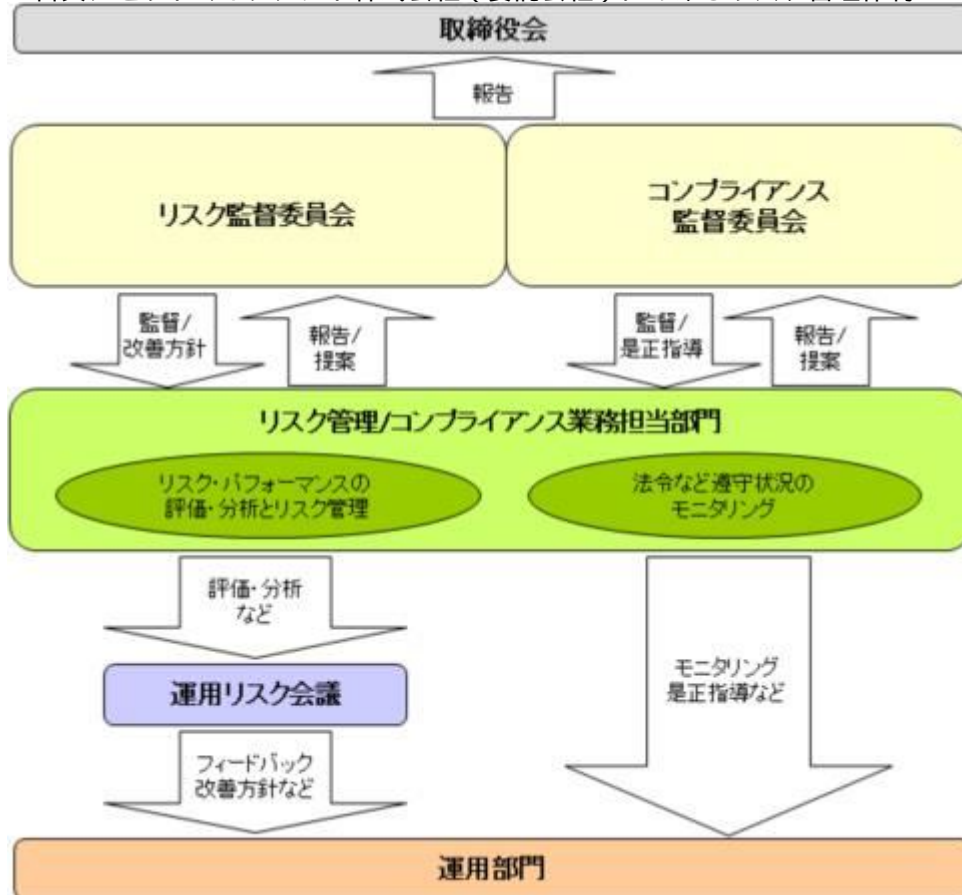 取締役会
報告
リスク監督委員会
コンプライアンス
監督委員会
監督/
改善方針
報告/
提案
監督/
是正指導
報告/
提案
リスク管理/コンプライアンス業務担当部門
リスク・パフォーマンスの
評価・分析とリスク管理
法令など遵守状況の
モニタリング
評価・分析
など
運用リスク会議
モニタリング
是正指導など
フィードバック
改善方針など
運用部門